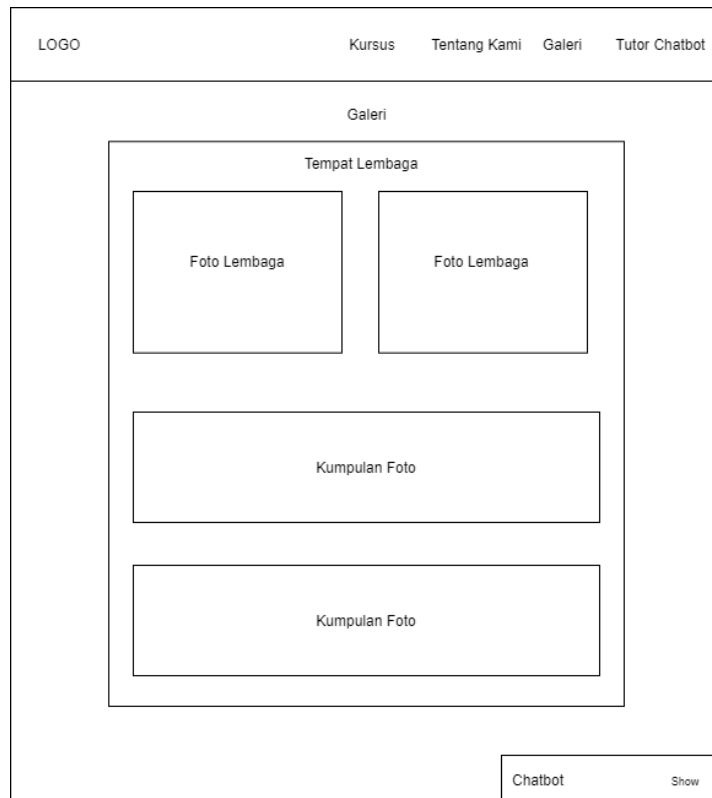 LOGO Kursus Tentang Kami Galeri Tutor Chatbot
Galeri
Tempat Lembaga
Foto Lembaga Foto Lembaga
Kumpulan Foto
Kumpulan Foto
Chatbot Show